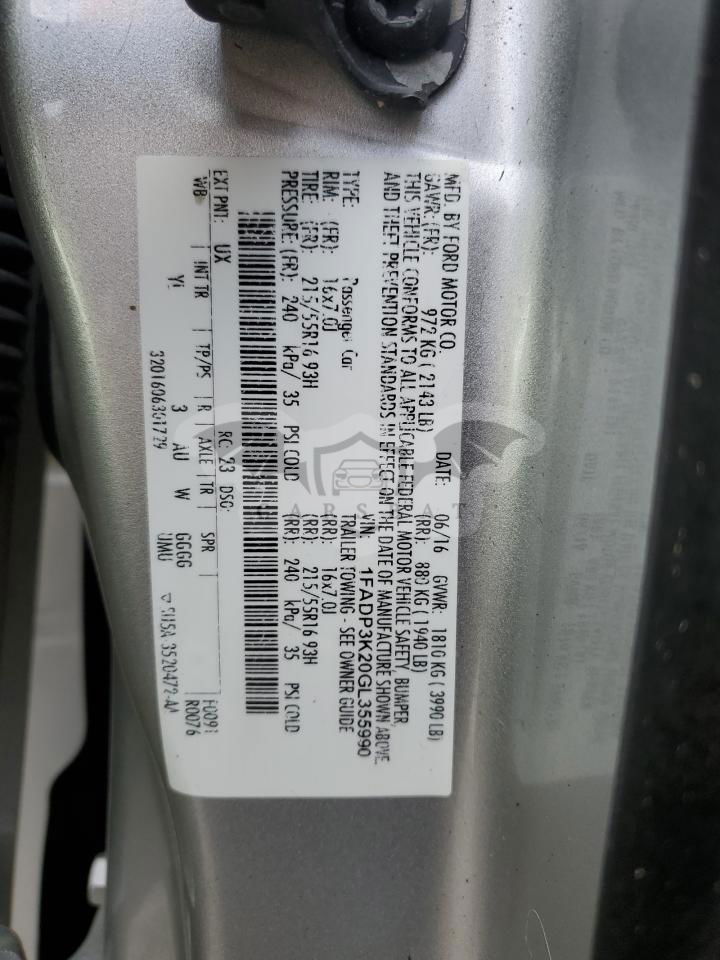 MFD. BY FORD MOTOR CO. DATE: 06/16 GVWR: 1810 KG ( 3990 LB)
GAWR:(FR): 972 KG ( 2143 LB) (RR): 880 KG ( 1940 LB)
THIS VEHICLE CONFORMS TO ALL APPLICABLE FEDERAL MOTOR VEHICLE SAFETY, BUMPER,
AND THEFT PREVENTION STANDARDS IN EFFECT ON THE DATE OF MANUFACTURE SHOWN ABOVE.
VIN: 1FADP3K20GL355990
TYPE: Passenger Car TRAILER TOWING - SEE OWNER GUIDE
RIM: (FR): 16x7.0J (RR): 16x7.0J
TIRE: (FR): 215/55R16 93H (RR): 215/55R16 93H
PRESSURE:(FR): 240 kPa/ 35 PSI COLD (RR): 240 kPa/ 35 PSI COLD
EXT PNT: UX RC: 23 DSO: F0091
WB INT TR TP/PS R AXLE TR SPR R0076
3 AU W GGGG
3201606301729 UMU